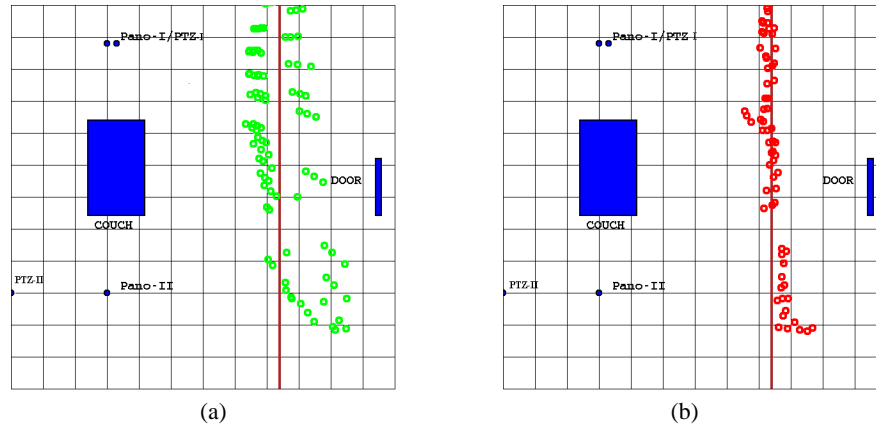 Pano-I/PTZ-I
DOOR
COUCH
PTZ-II
Pano-II
(a)
Pano-I/PTZ I
DOOR
COUCH
PTZ-II
Pano-II
(b)